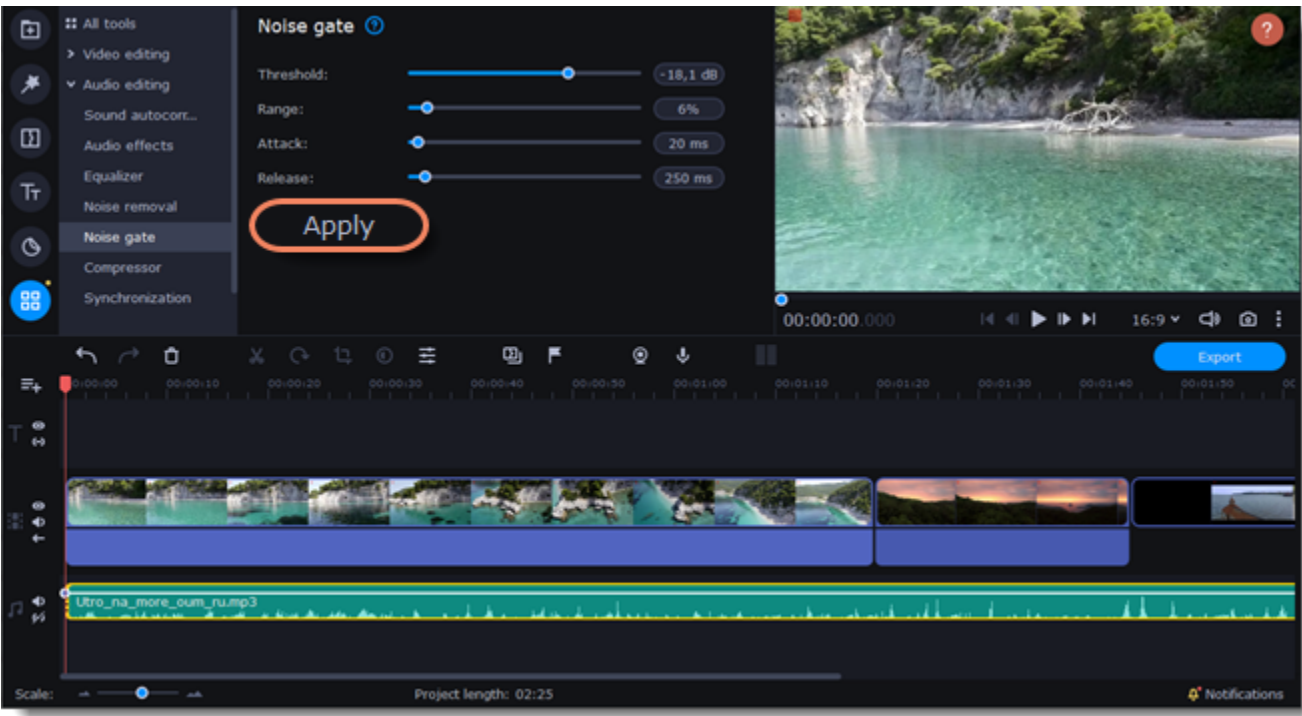 All tools
Video editing
Audio editing
Sound autocorr...
Audio effects
Equalizer
Noise removal
Noise gate
Compressor
Synchronization
Noise gate ?
Threshold: -18,1 dB
Range: 6%
Attack: 20 ms
Release: 250 ms
Apply
?
00:00:00.000
16:9
Export
0:00:00 00:00:10 00:00:20 00:00:30 00:00:40 00:00:50 00:01:00 00:01:10 00:01:20 00:01:30 00:01:40 00:01:50 00
Utro_na_more_oum_ru.mp3
Scale:
Project length: 02:25
Notifications